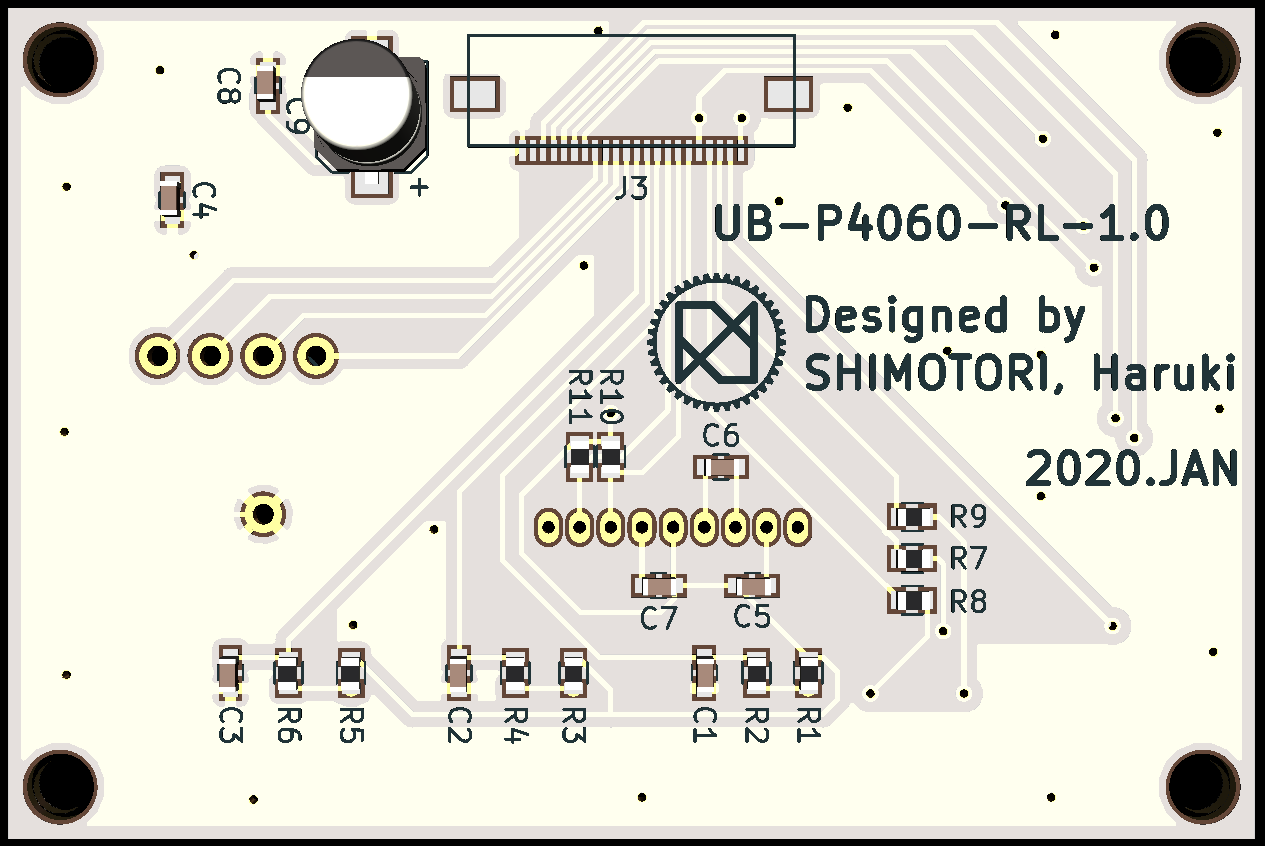 C8
C9
C4
+
J3
UB-P4060-RL-1.0
Designed by
SHIMOTORI, Haruki
2020.JAN
R11
R10
C6
R9
R7
R8
C7
C5
C3
R6
R5
C2
R4
R3
C1
R2
R1